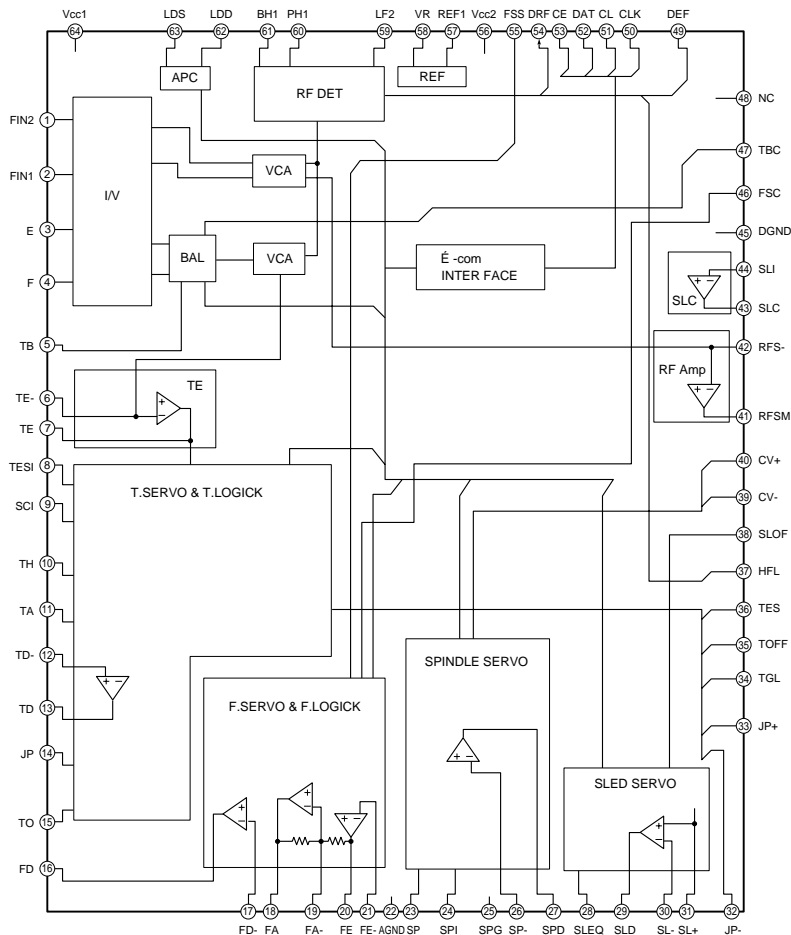 Vcc1 LDS LDD BH1 PH1 LF2 VR REF1 Vcc2 FSS DRF CE DAT CL CLK DEF
64 63 62 61 60 59 58 57 56 55 54 53 52 51 50 49
APC
RF DET
REF
FIN2 1
FIN1 2
E 3
F 4
TB 5
TE- 6
TE 7
TESI 8
SCI 9
TH 10
TA 11
TD- 12
TD 13
JP 14
TO 15
FD 16
I/V
VCA
BAL
VCA
É -com
INTER FACE
TE
T.SERVO & T.LOGICK
F.SERVO & F.LOGICK
SPINDLE SERVO
SLED SERVO
SLC
RF Amp
48 NC
47 TBC
46 FSC
45 DGND
44 SLI
43 SLC
42 RFS-
41 RFSM
40 CV+
39 CV-
38 SLOF
37 HFL
36 TES
35 TOFF
34 TGL
33 JP+
17 18 19 20 21 22 23 24 25 26 27 28 29 30 31 32
FD- FA FA- FE FE- AGND SP SPI SPG SP- SPD SLEQ SLD SL- SL+ JP-